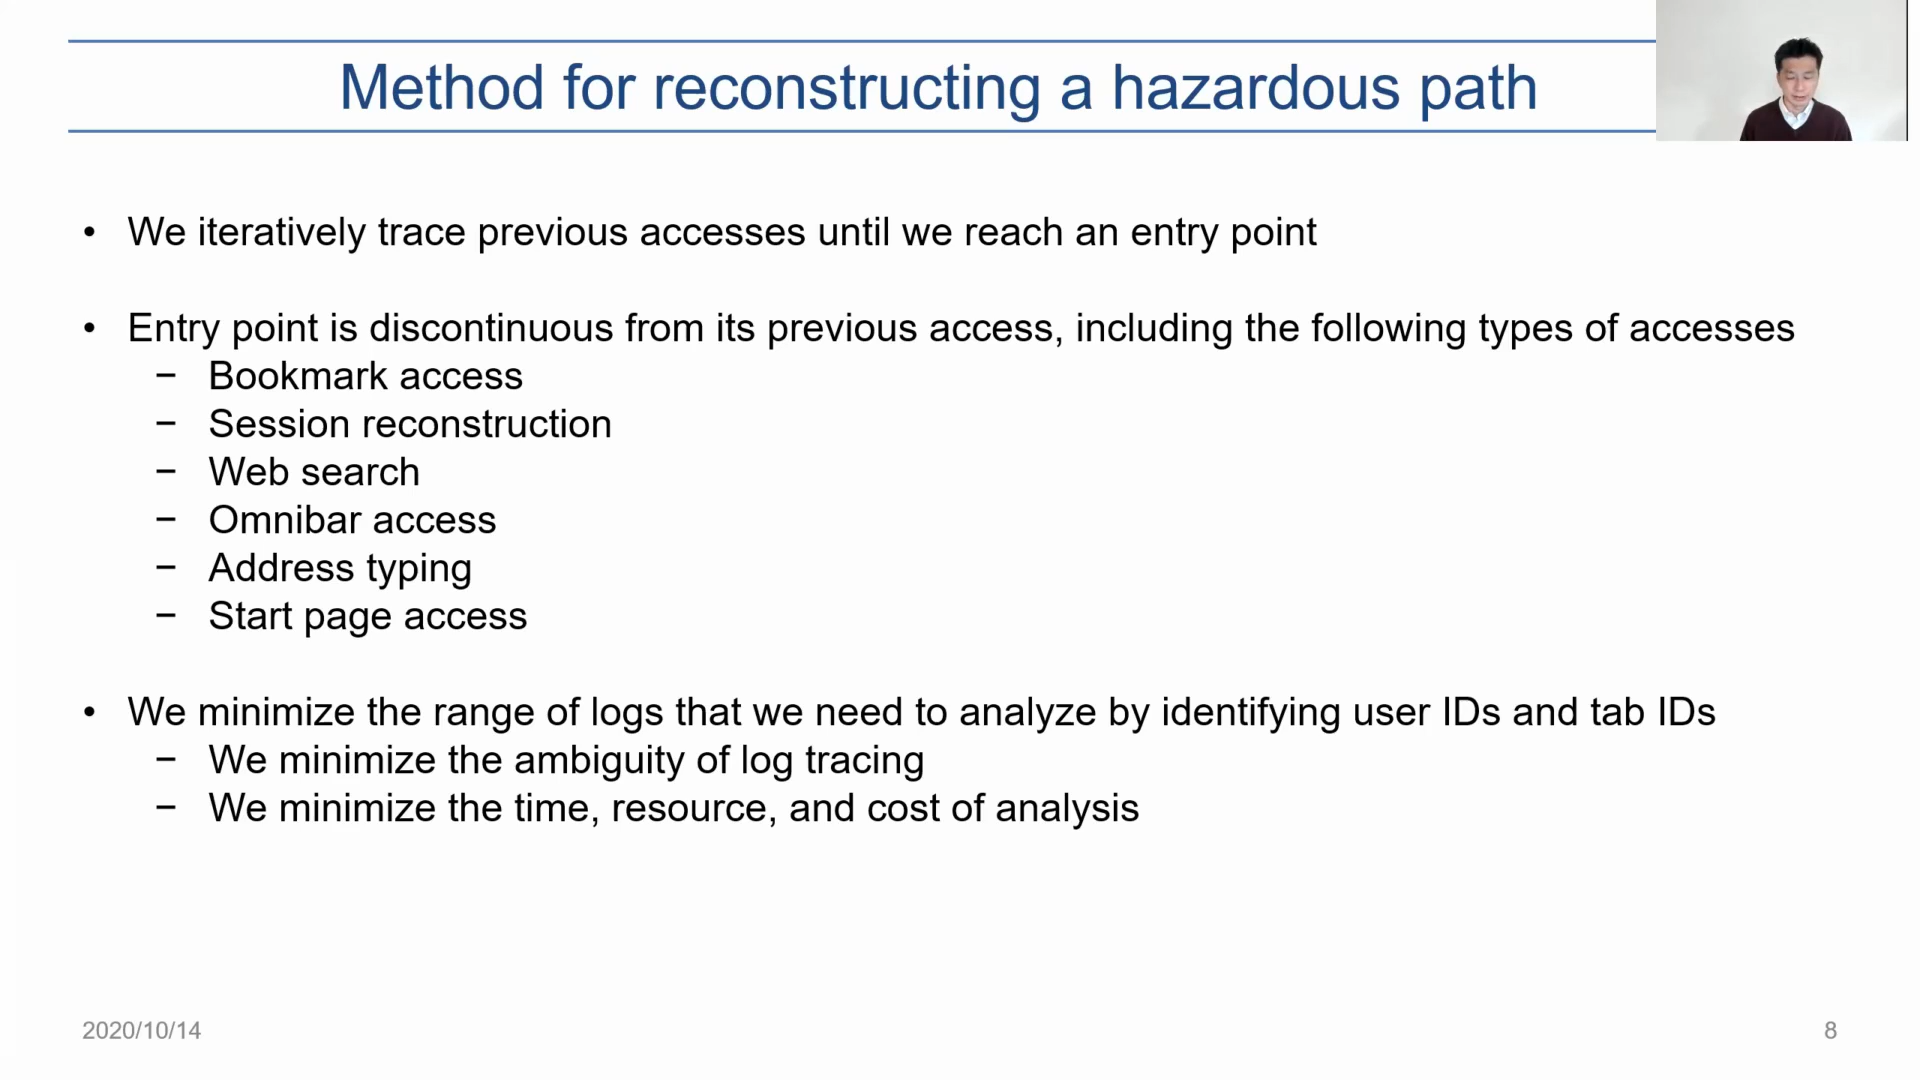 Method for reconstructing a hazardous path
• We iteratively trace previous accesses until we reach an entry point
• Entry point is discontinuous from its previous access, including the following types of accesses
− Bookmark access
− Session reconstruction
− Web search
− Omnibar access
− Address typing
− Start page access
• We minimize the range of logs that we need to analyze by identifying user IDs and tab IDs
− We minimize the ambiguity of log tracing
− We minimize the time, resource, and cost of analysis
2020/10/14
8